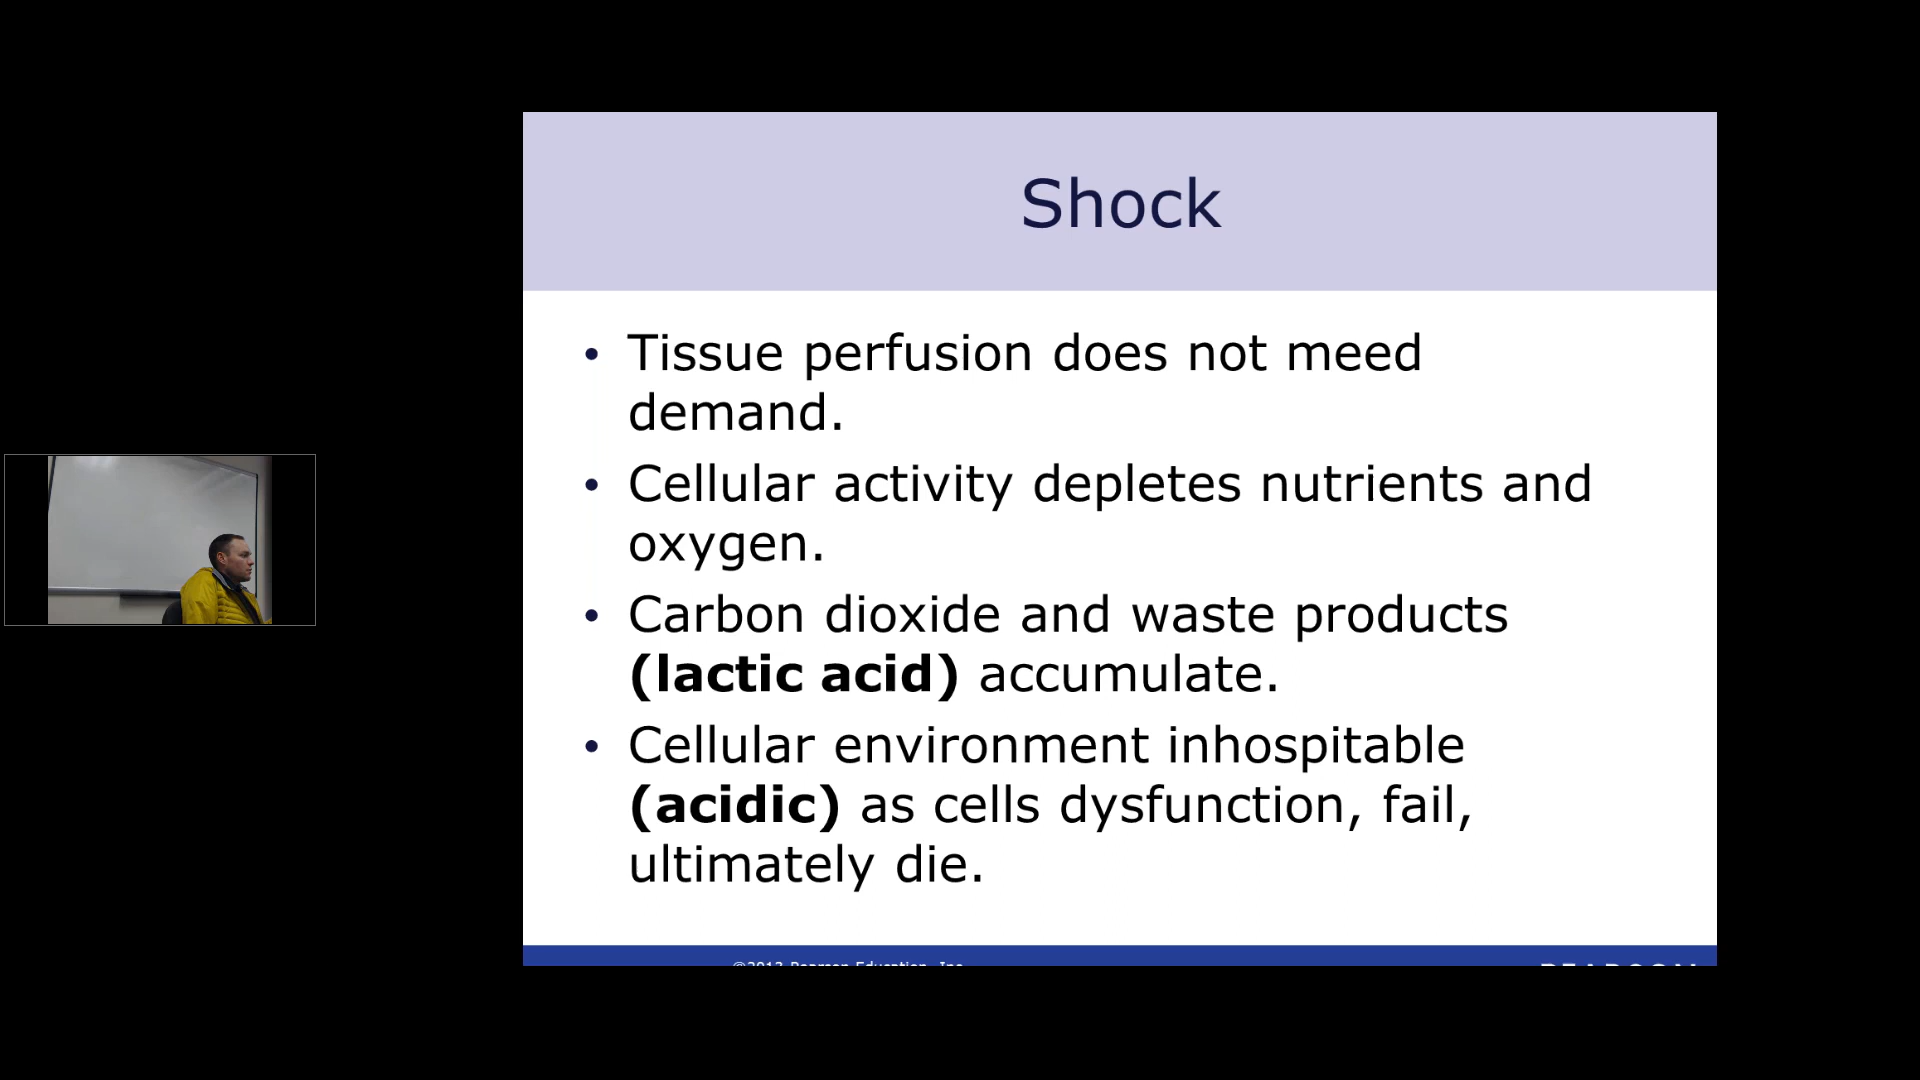 Shock
• Tissue perfusion does not meed
demand.
• Cellular activity depletes nutrients and
oxygen.
• Carbon dioxide and waste products
(lactic acid) accumulate.
• Cellular environment inhospitable
(acidic) as cells dysfunction, fail,
ultimately die.
©2013 Pearson Education, Inc.
PEARSON